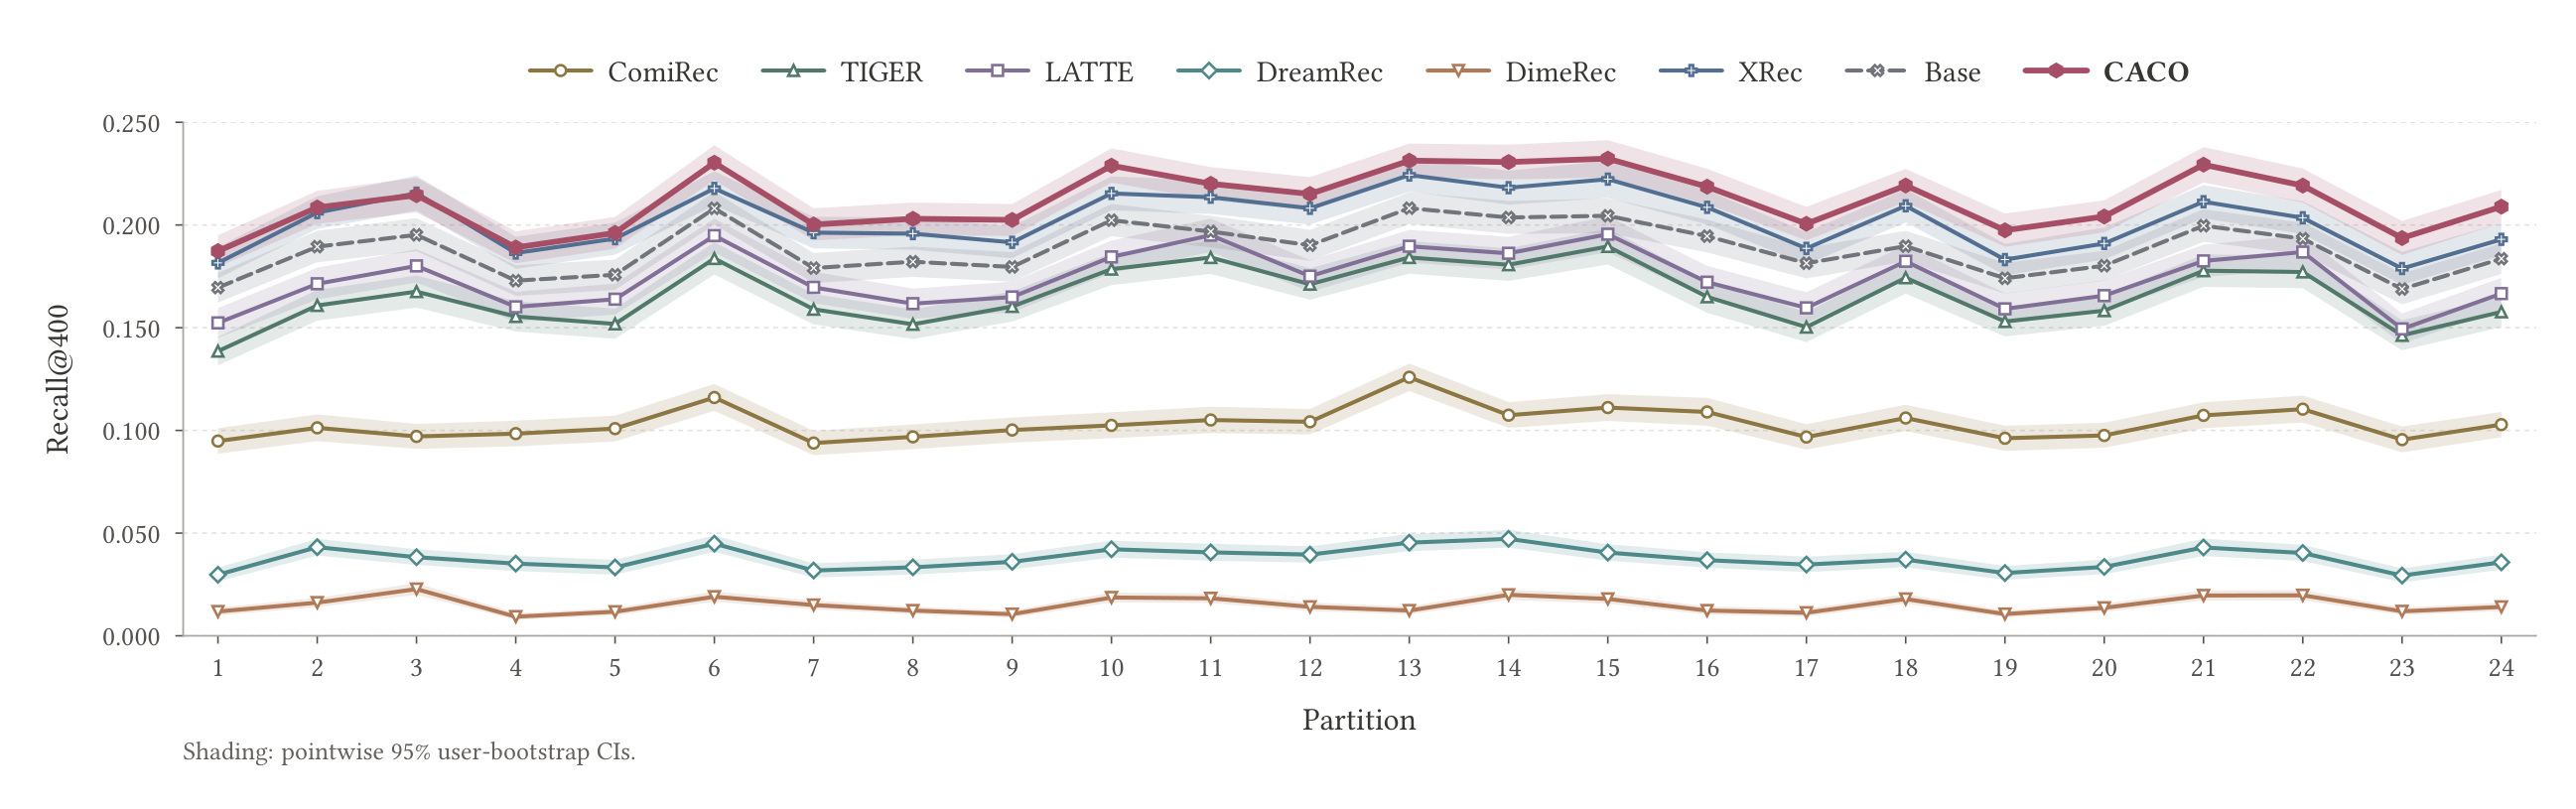 ComiRec TIGER LATTE DreamRec DimeRec XRec Base CACO
0.250
0.200
0.150
0.100
0.050
0.000
Recall@400
1 2 3 4 5 6 7 8 9 10 11 12 13 14 15 16 17 18 19 20 21 22 23 24
Partition
Shading: pointwise 95% user-bootstrap CIs.